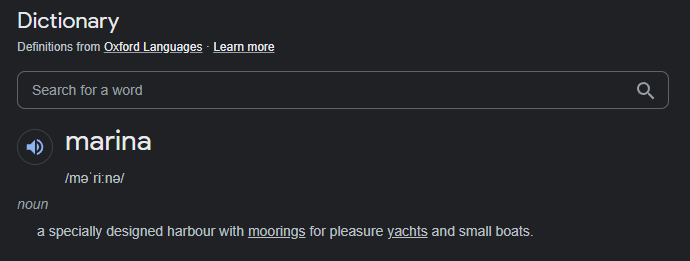 Dictionary
Definitions from Oxford Languages · Learn more
Search for a word
marina
/məˈriːnə/
noun
a specially designed harbour with moorings for pleasure yachts and small boats.